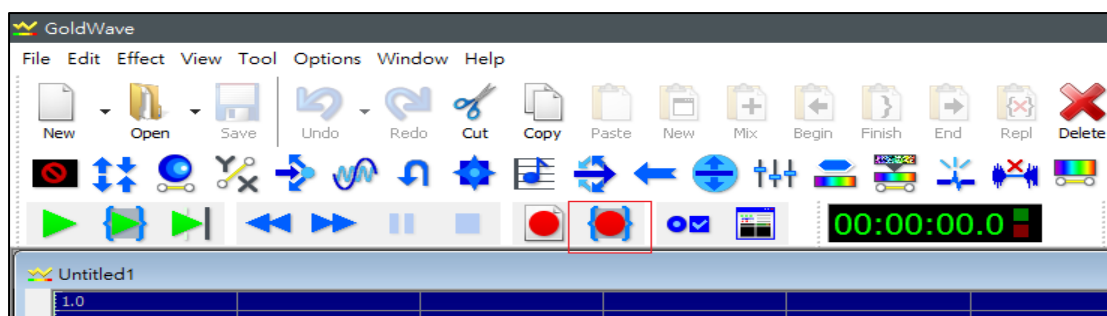 GoldWave
File Edit Effect View Tool Options Window Help
New Open Save Undo Redo Cut Copy Paste New Mix Begin Finish End Repl Delete
00:00:00.0
Untitled1
1.0